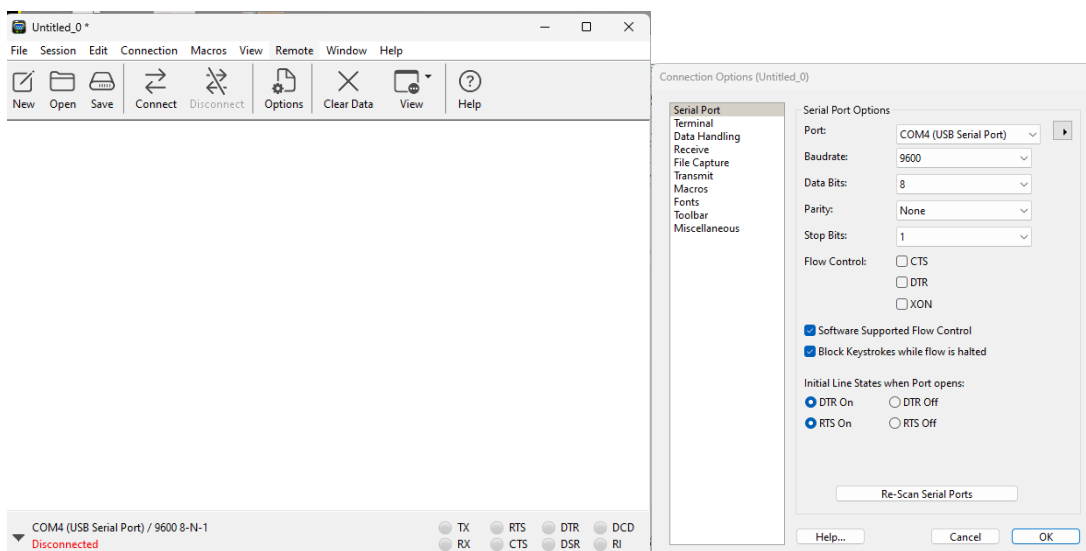 Untitled_0 *
File Session Edit Connection Macros View Remote Window Help
New Open Save Connect Disconnect Options Clear Data View Help
COM4 (USB Serial Port) / 9600 8-N-1
Disconnected
TX RTS DTR DCD
RX CTS DSR RI
Connection Options (Untitled_0)
Serial Port
Terminal
Data Handling
Receive
File Capture
Transmit
Macros
Fonts
Toolbar
Miscellaneous
Serial Port Options
Port: COM4 (USB Serial Port)
Baudrate: 9600
Data Bits: 8
Parity: None
Stop Bits: 1
Flow Control: CTS
DTR
XON
Software Supported Flow Control
Block Keystrokes while flow is halted
Initial Line States when Port opens:
DTR On DTR Off
RTS On RTS Off
Re-Scan Serial Ports
Help... Cancel OK